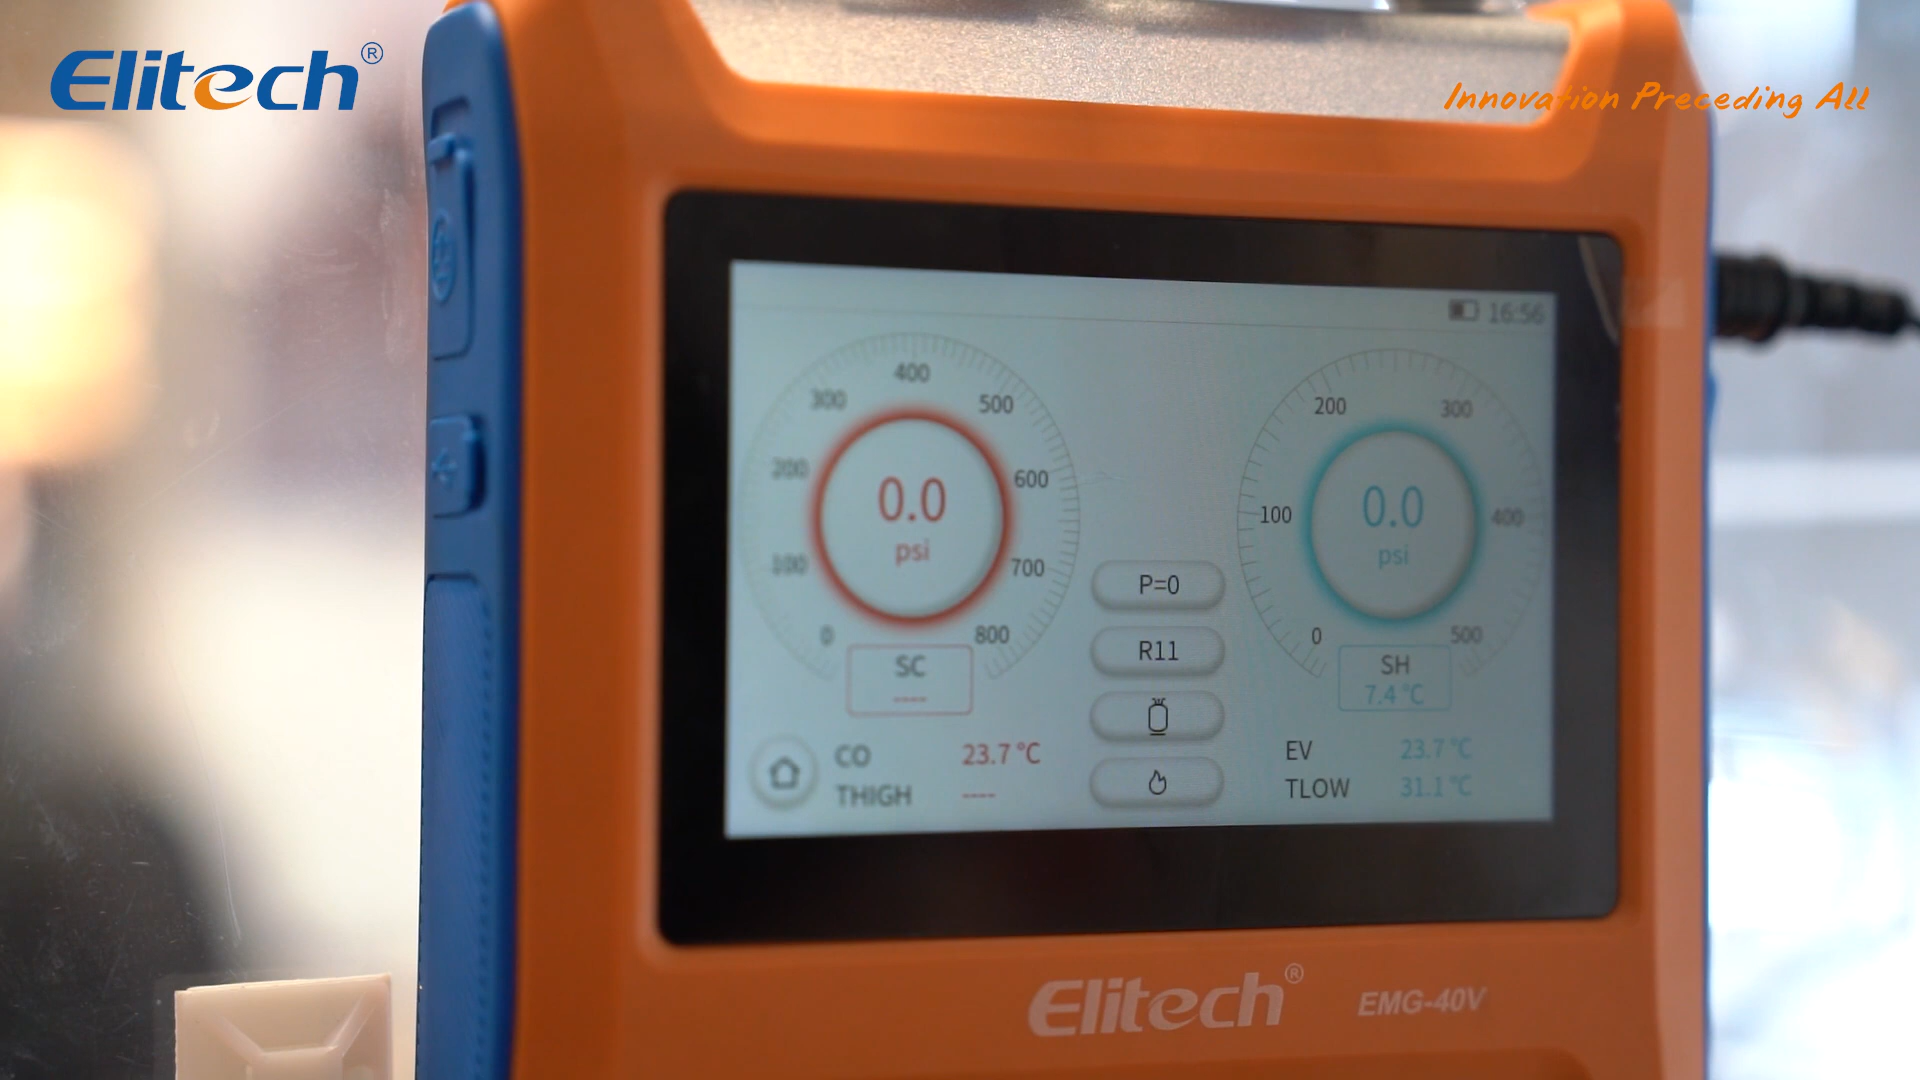 Elitech®
Innovation Preceding All
16:56
400
300
500
200
600
100
700
0
800
0.0
psi
SC
----
CO 23.7 °C
THIGH ----
P=0
R11
200
300
100
400
0
500
0.0
psi
SH
7.4 °C
EV 23.7 °C
TLOW 31.1 °C
Elitech®
EMG-40V